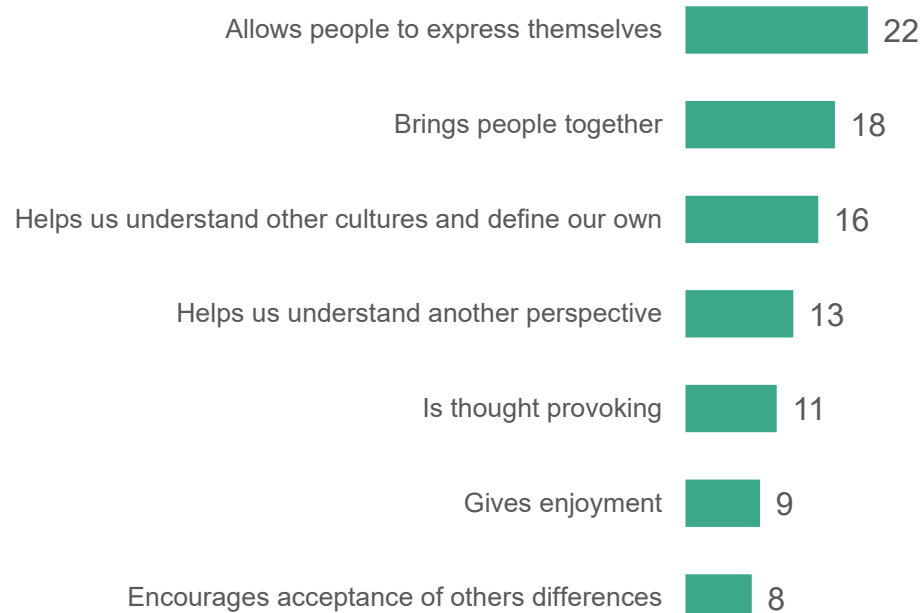 Allows people to express themselves 22
Brings people together 18
Helps us understand other cultures and define our own 16
Helps us understand another perspective 13
Is thought provoking 11
Gives enjoyment 9
Encourages acceptance of others differences 8